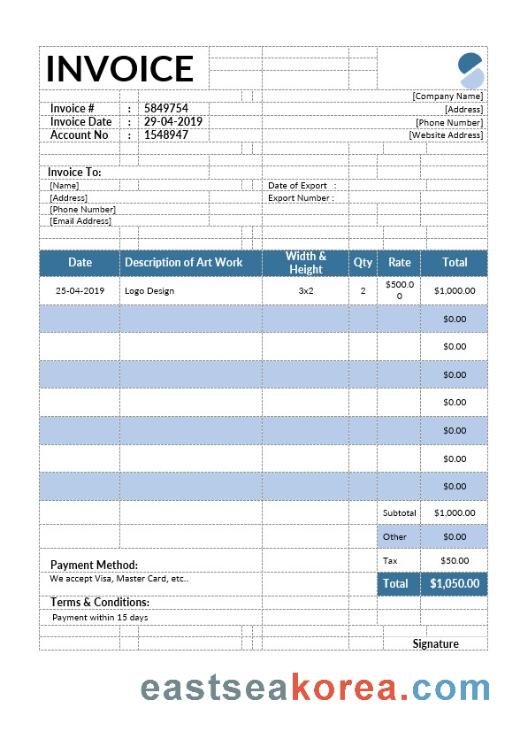 INVOICE
[Company Name]
Invoice # : 5849754 [Address]
Invoice Date : 29-04-2019 [Phone Number]
Account No : 1548947 [Website Address]
Invoice To:
[Name] Date of Export :
[Address] Export Number :
[Phone Number]
[Email Address]
Date Description of Art Work Width & Height Qty Rate Total
25-04-2019 Logo Design 3x2 2 $500.00 $1,000.00
$0.00
$0.00
$0.00
$0.00
$0.00
$0.00
$0.00
Subtotal $1,000.00
Other $0.00
Tax $50.00
Payment Method:
We accept Visa, Master Card, etc..
Total $1,050.00
Terms & Conditions:
Payment within 15 days
Signature
eastseakorea.com